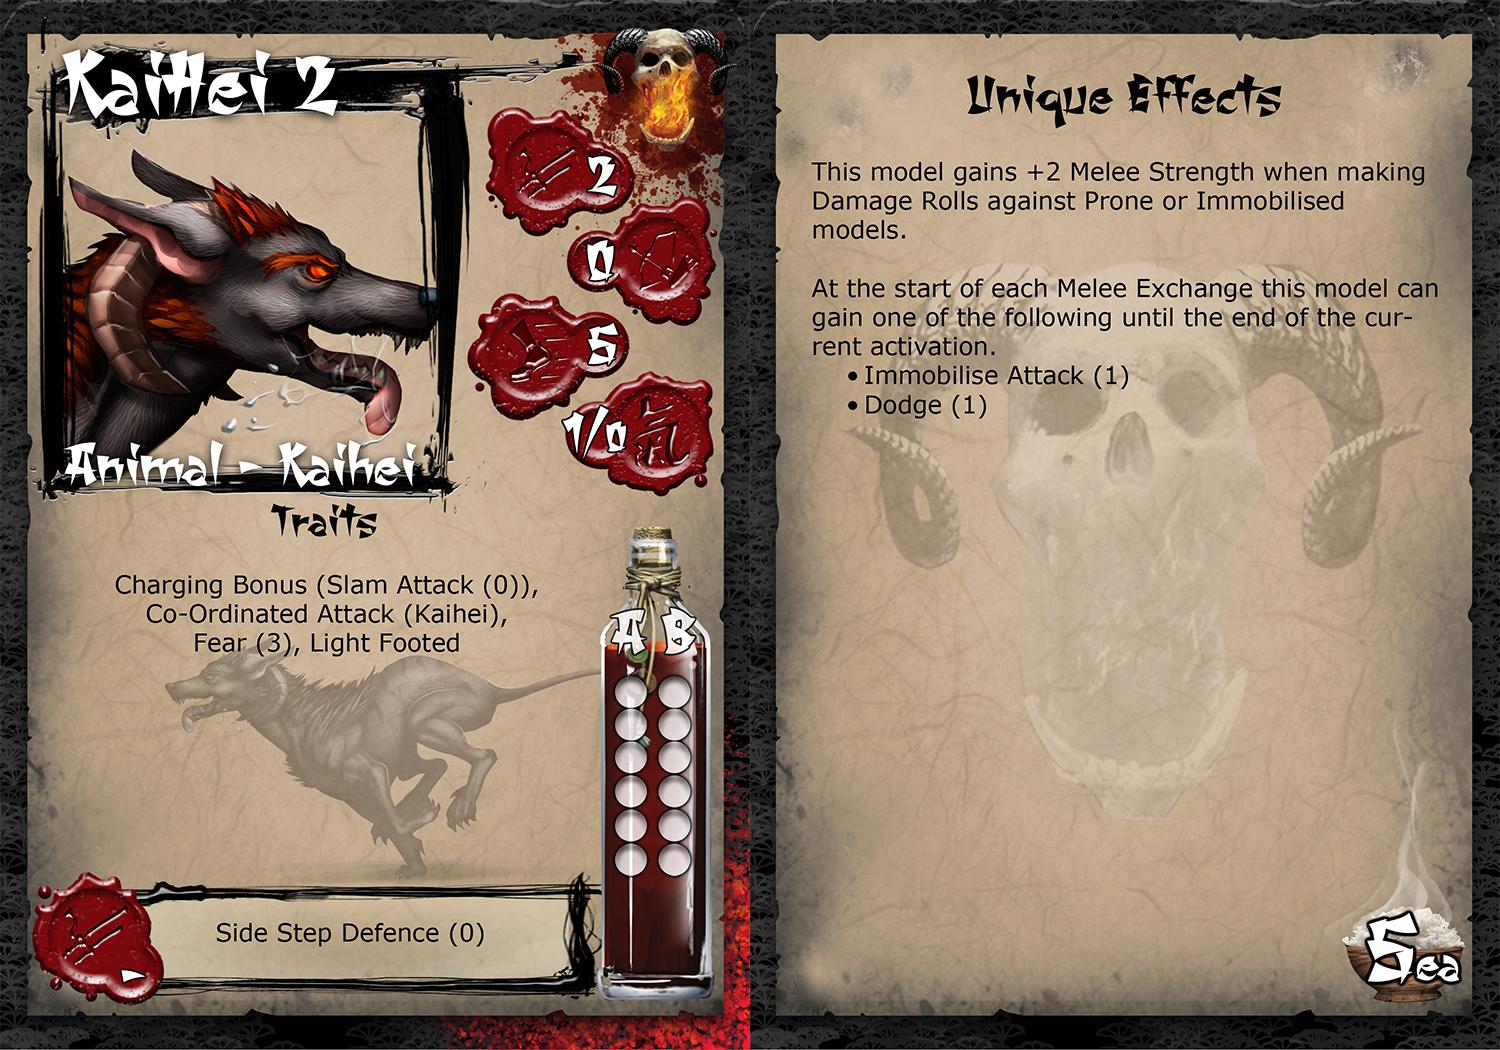 KaiHei 2
2
0
5
1/0
氣
Animal - Kaihei
Traits
Charging Bonus (Slam Attack (0)),
Co-Ordinated Attack (Kaihei),
Fear (3), Light Footed
A B
Side Step Defence (0)
-
Unique Effects
This model gains +2 Melee Strength when making
Damage Rolls against Prone or Immobilised
models.
At the start of each Melee Exchange this model can
gain one of the following until the end of the cur-
rent activation.
• Immobilise Attack (1)
• Dodge (1)
5ea